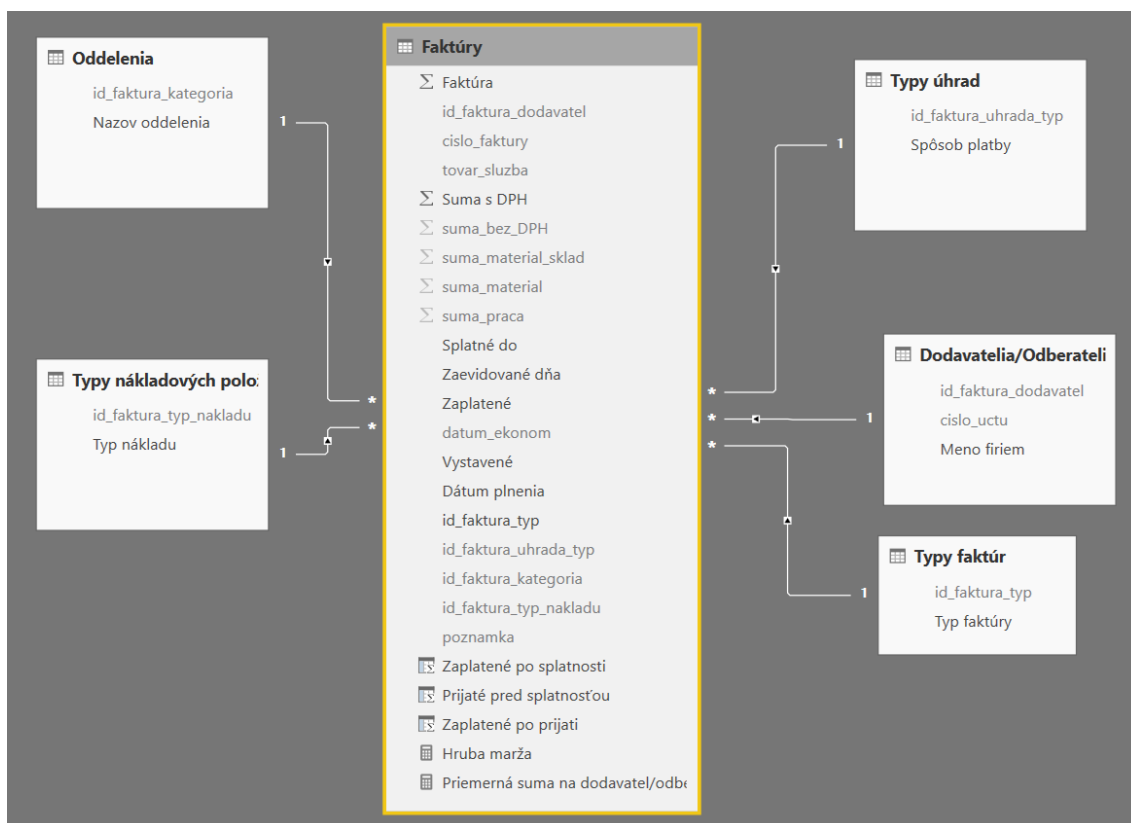 Oddelenia
id_faktura_kategoria
Nazov oddelenia
1
Typy nákladových polo
id_faktura_typ_nakladu
Typ nákladu
1
Faktúry
Σ Faktúra
id_faktura_dodavatel
cislo_faktury
tovar_sluzba
Σ Suma s DPH
Σ suma_bez_DPH
Σ suma_material_sklad
Σ suma_material
Σ suma_praca
Splatné do
Zaevidované dňa
Zaplatené
datum_ekonom
Vystavené
Dátum plnenia
id_faktura_typ
id_faktura_uhrada_typ
id_faktura_kategoria
id_faktura_typ_nakladu
poznamka
Zaplatené po splatnosti
Prijaté pred splatnosťou
Zaplatené po prijati
Hruba marža
Priemerná suma na dodavatel/odbe
*
*
*
*
*
Typy úhrad
id_faktura_uhrada_typ
Spôsob platby
1
Dodavatelia/Odberateli
id_faktura_dodavatel
cislo_uctu
Meno firiem
1
Typy faktúr
id_faktura_typ
Typ faktúry
1